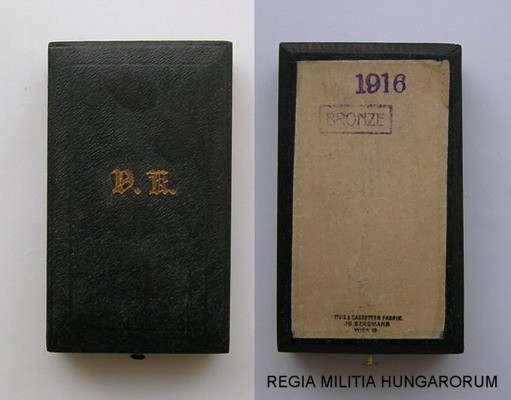 V. K.
1916
BRONZE
ETUIS & CASSETTEN FABRIK
JG. BERGMANN
WIEN
REGIA MILITIA HUNGARORUM